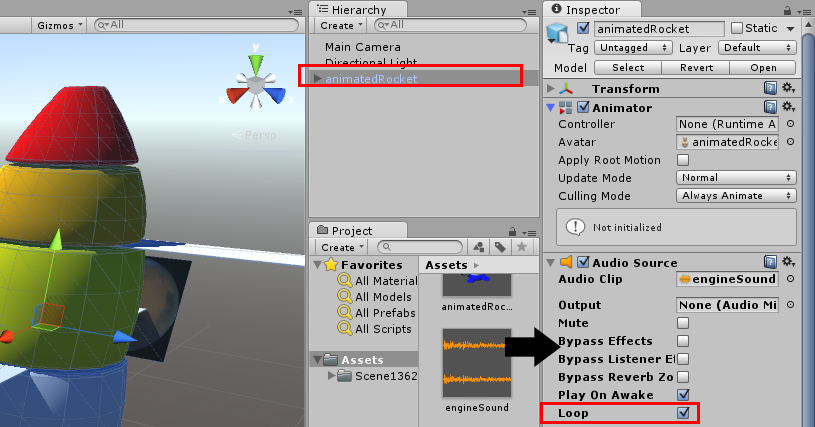 Gizmos
All
y
Persp
Hierarchy
Create
All
Main Camera
Directional Light
animatedRocket
Project
Create
Favorites
All Material
All Models
All Prefabs
All Scripts
Assets
Scene1362
Assets
animatedRoc...
engineSound
Inspector
animatedRocket
Static
Tag
Untagged
Layer
Default
Model
Select
Revert
Open
Transform
Animator
Controller
None (Runtime A
Avatar
animatedRocke
Apply Root Motion
Update Mode
Normal
Culling Mode
Always Animate
Not initialized
Audio Source
Audio Clip
engineSound
Output
None (Audio Mi
Mute
Bypass Effects
Bypass Listener Ef
Bypass Reverb Zo
Play On Awake
Loop